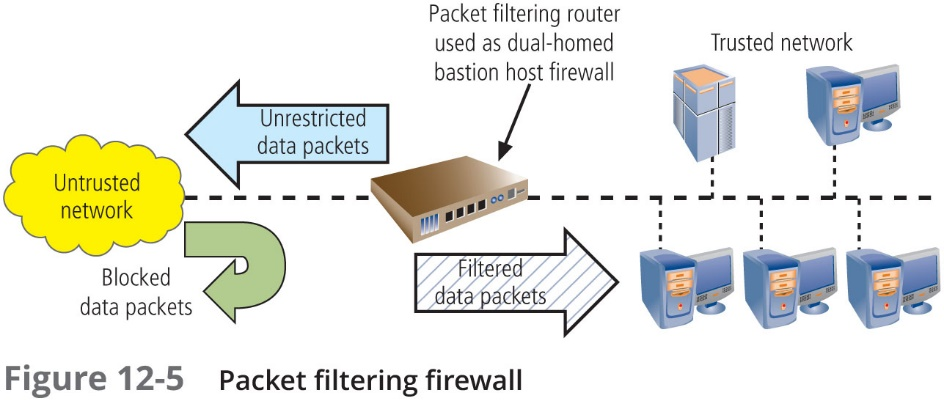 Packet filtering router
used as dual-homed
bastion host firewall
Trusted network
Unrestricted
data packets
Untrusted
network
Blocked
data packets
Filtered
data packets
Figure 12-5 Packet filtering firewall